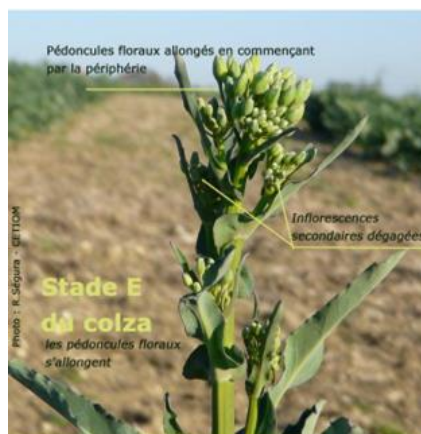 Pédoncules floraux allongés en commençant
par la périphérie
Inflorescences
secondaires dégagées
Stade E
du colza
les pédoncules floraux
s'allongent
Photo : R.Ségura - CETIOM